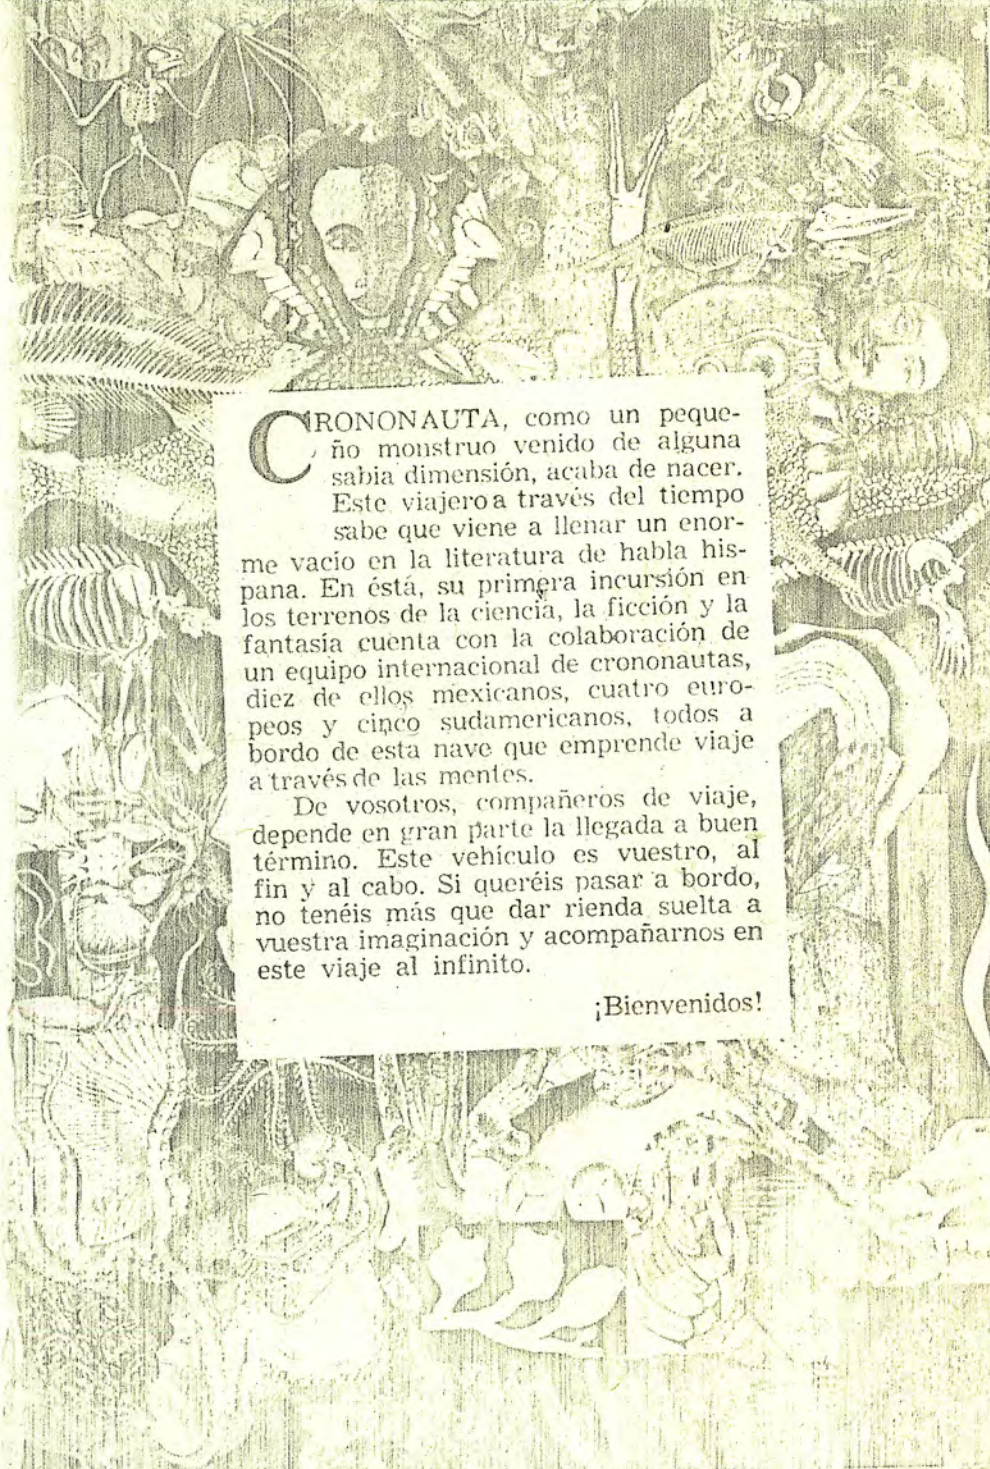 CRONONAUTA, como un peque-
ño monstruo venido de alguna
sabia dimensión, acaba de nacer.
Este viajero a través del tiempo
sabe que viene a llenar un enor-
me vacío en la literatura de habla his-
pana. En ésta, su primera incursión en
los terrenos de la ciencia, la ficción y la
fantasía cuenta con la colaboración de
un equipo internacional de crononautas,
diez de ellos mexicanos, cuatro euro-
peos y cinco sudamericanos, todos a
bordo de esta nave que emprende viaje
a través de las mentes.
De vosotros, compañeros de viaje,
depende en gran parte la llegada a buen
término. Este vehículo es vuestro, al
fin y al cabo. Si queréis pasar a bordo,
no tenéis más que dar rienda suelta a
vuestra imaginación y acompañarnos en
este viaje al infinito.
¡Bienvenidos!